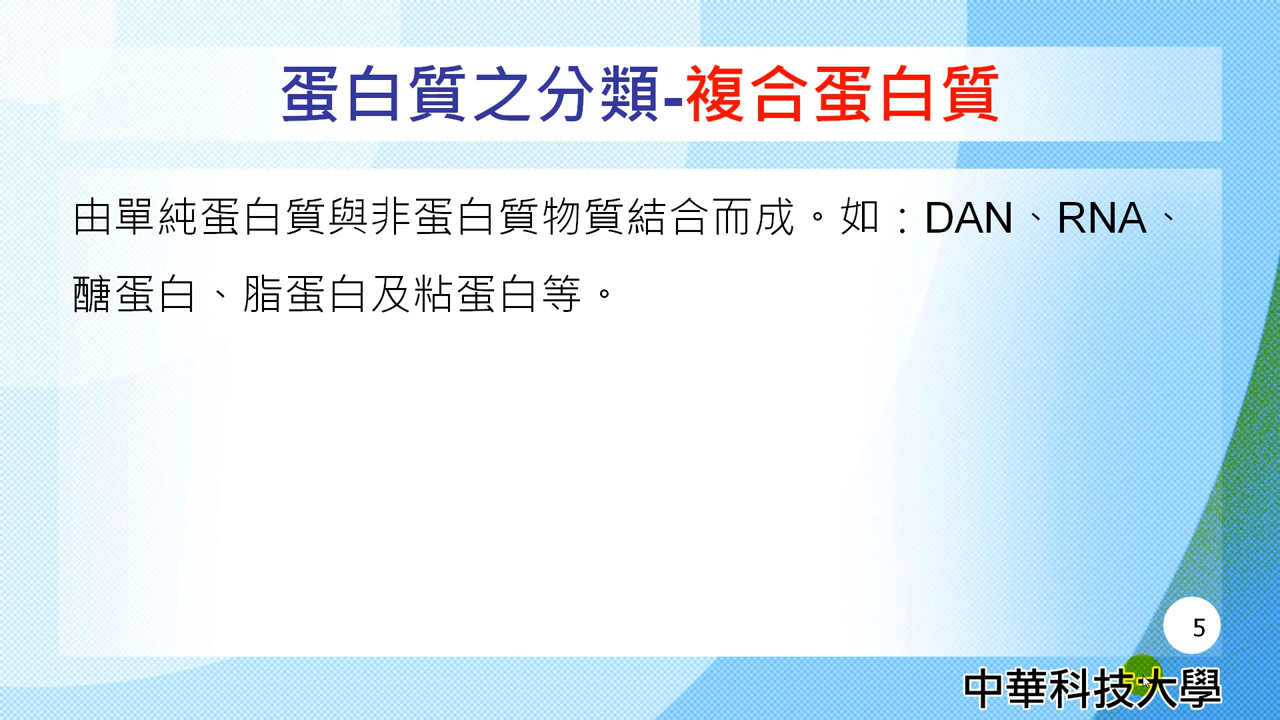 蛋白質之分類-複合蛋白質
由單純蛋白質與非蛋白質物質結合而成。如：DAN、RNA、
醣蛋白、脂蛋白及粘蛋白等。
5
中華科技大學